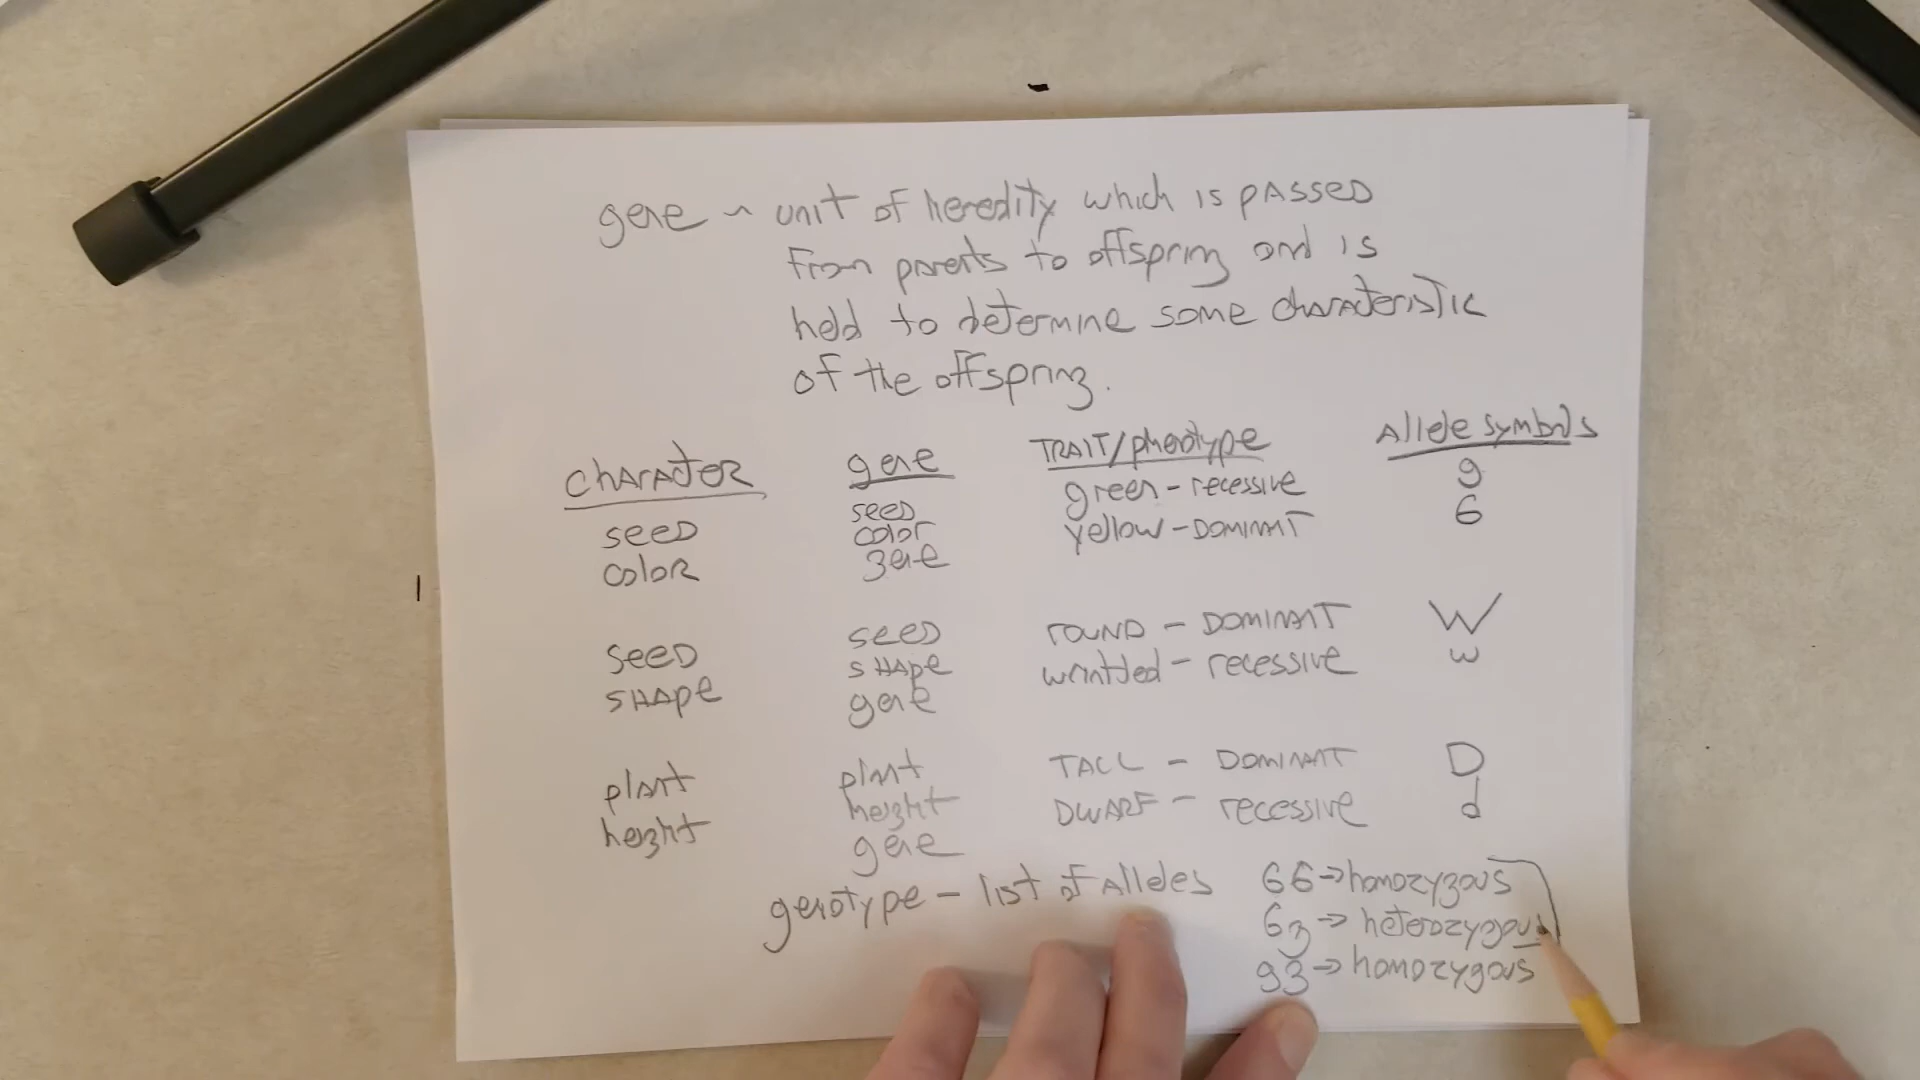 gene ~ unit of heredity which is passed
from parents to offspring and is
held to determine some characteristic
of the offspring.
character gene TRAIT/phenotype Allele symbols
seed color
seed color gene
green - recessive g
yellow - DOMINANT G
seed shape
seed shape gene
round - DOMINANT W
wrinkled - recessive w
plant height
plant height gene
TALL - DOMINANT D
DWARF - recessive d
genotype - list of Alleles
GG → homozygous
Gg → heterozygous
gg → homozygous